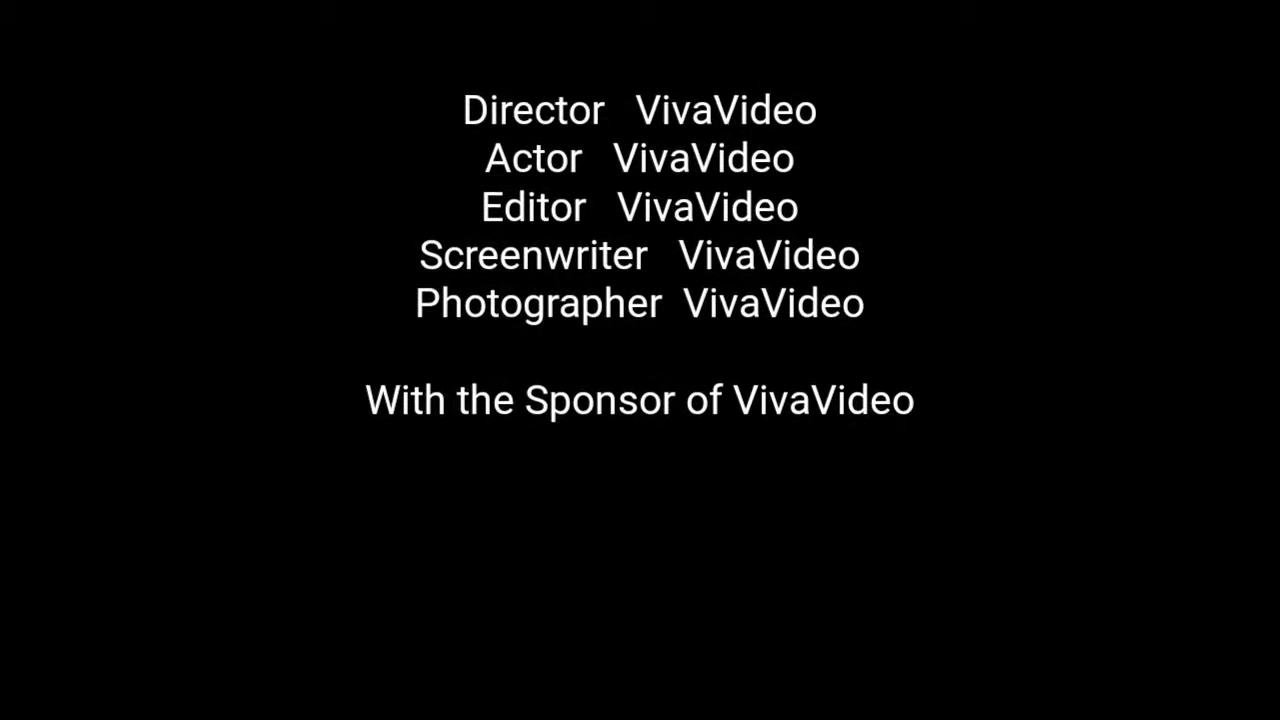 Director VivaVideo
Actor VivaVideo
Editor VivaVideo
Screenwriter VivaVideo
Photographer VivaVideo
With the Sponsor of VivaVideo